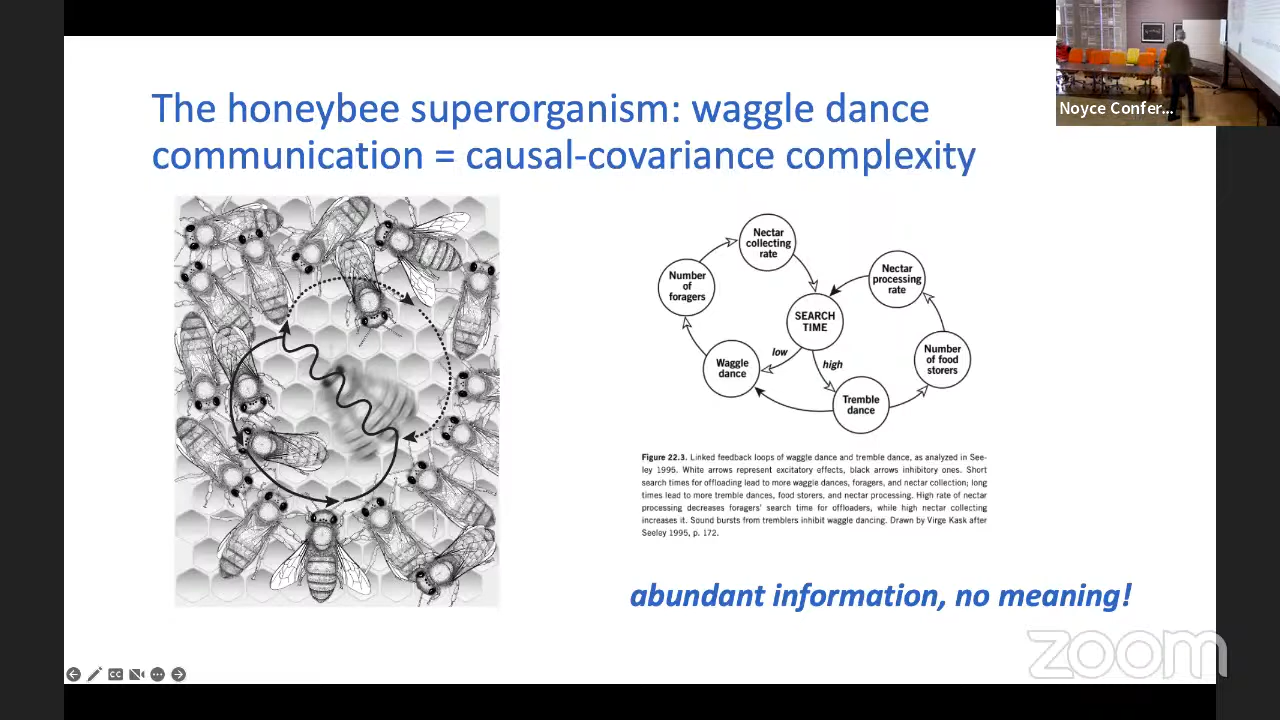 The honeybee superorganism: waggle dance
communication = causal-covariance complexity
Noyce Confer...
Nectar
collecting
rate
Number
of
foragers
Nectar
processing
rate
SEARCH
TIME
low
high
Waggle
dance
Number
of food
storers
Tremble
dance
Figure 22.3. Linked feedback loops of waggle dance and tremble dance, as analyzed in See-
ley 1995. White arrows represent excitatory effects, black arrows inhibitory ones. Short
search times for offloading lead to more waggle dances, foragers, and nectar collection; long
times lead to more tremble dances, food storers, and nectar processing. High rate of nectar
processing decreases foragers' search time for offloaders, while high nectar collecting
increases it. Sound bursts from tremblers inhibit waggle dancing. Drawn by Virge Kask after
Seeley 1995, p. 172.
abundant information, no meaning!
zoom
CC